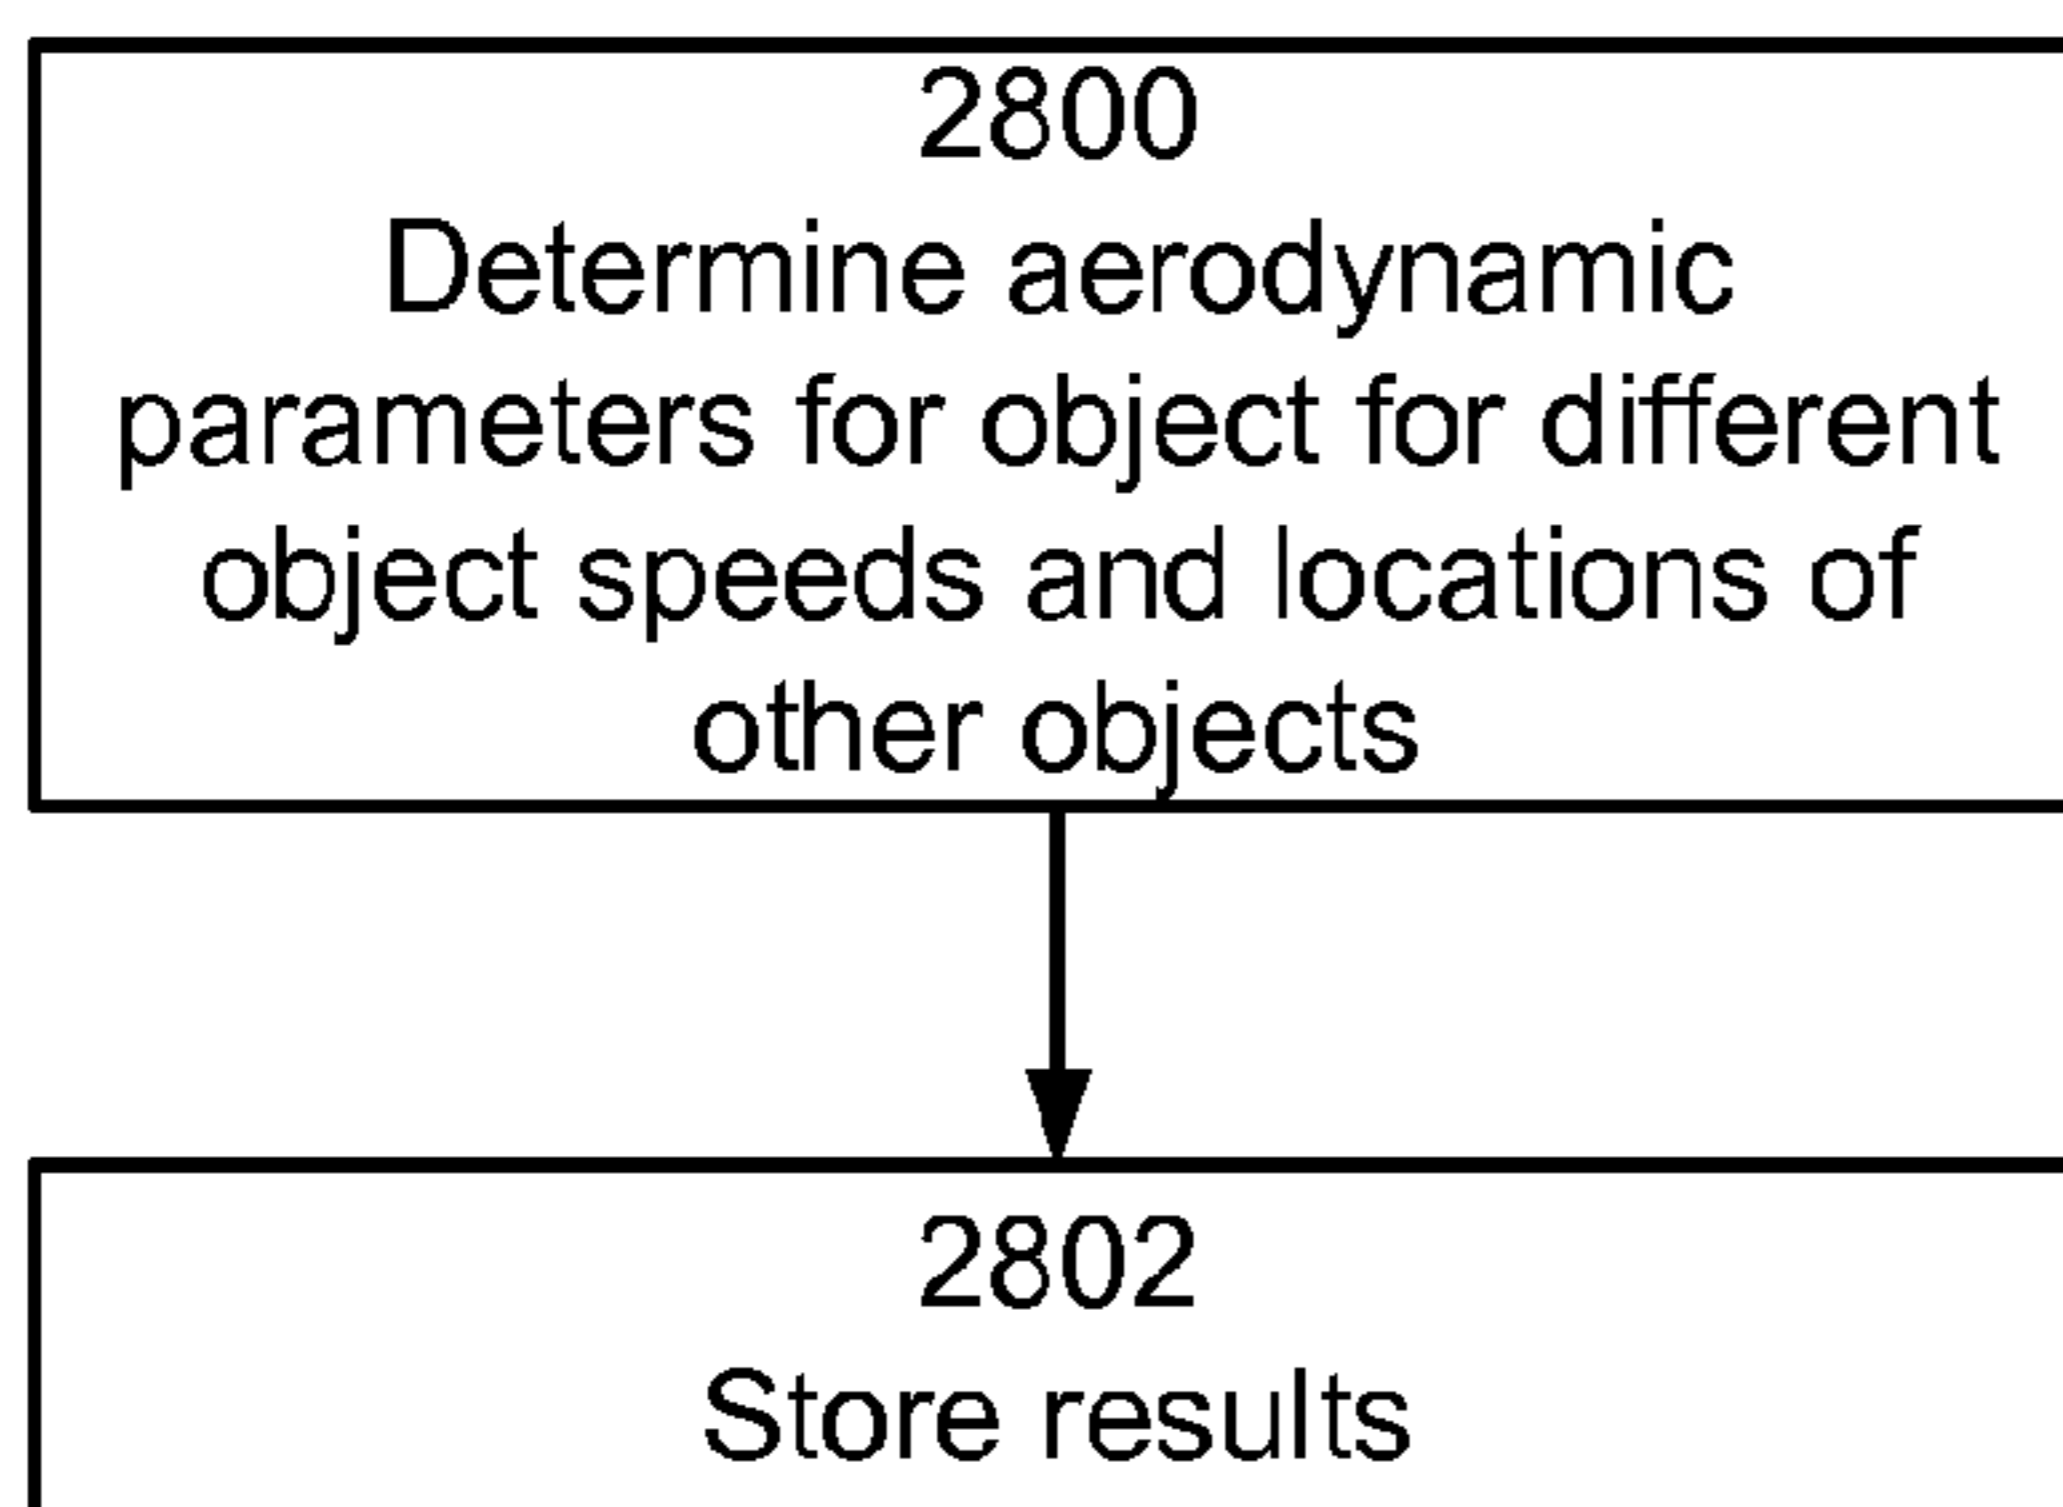 2800
Determine aerodynamic
parameters for object for different
object speeds and locations of
other objects
2802
Store results